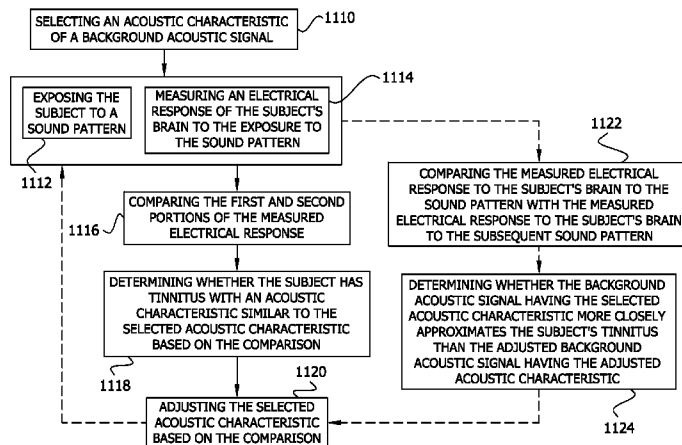 SELECTING AN ACOUSTIC CHARACTERISTIC
OF A BACKGROUND ACOUSTIC SIGNAL
1110
1114
EXPOSING THE
SUBJECT TO A
SOUND PATTERN
MEASURING AN ELECTRICAL
RESPONSE OF THE SUBJECT'S
BRAIN TO THE EXPOSURE TO
THE SOUND PATTERN
1112
1122
COMPARING THE MEASURED ELECTRICAL
RESPONSE TO THE SUBJECT'S BRAIN TO THE
SOUND PATTERN WITH THE MEASURED
ELECTRICAL RESPONSE TO THE SUBJECT'S BRAIN
TO THE SUBSEQUENT SOUND PATTERN
COMPARING THE FIRST AND SECOND
PORTIONS OF THE MEASURED
ELECTRICAL RESPONSE
1116
DETERMINING WHETHER THE SUBJECT HAS
TINNITUS WITH AN ACOUSTIC
CHARACTERISTIC SIMILAR TO THE
SELECTED ACOUSTIC CHARACTERISTIC
BASED ON THE COMPARISON
1118
DETERMINING WHETHER THE BACKGROUND
ACOUSTIC SIGNAL HAVING THE SELECTED
ACOUSTIC CHARACTERISTIC MORE CLOSELY
APPROXIMATES THE SUBJECT'S TINNITUS
THAN THE ADJUSTED BACKGROUND
ACOUSTIC SIGNAL HAVING THE ADJUSTED
ACOUSTIC CHARACTERISTIC
1124
1120
ADJUSTING THE SELECTED
ACOUSTIC CHARACTERISTIC
BASED ON THE COMPARISON